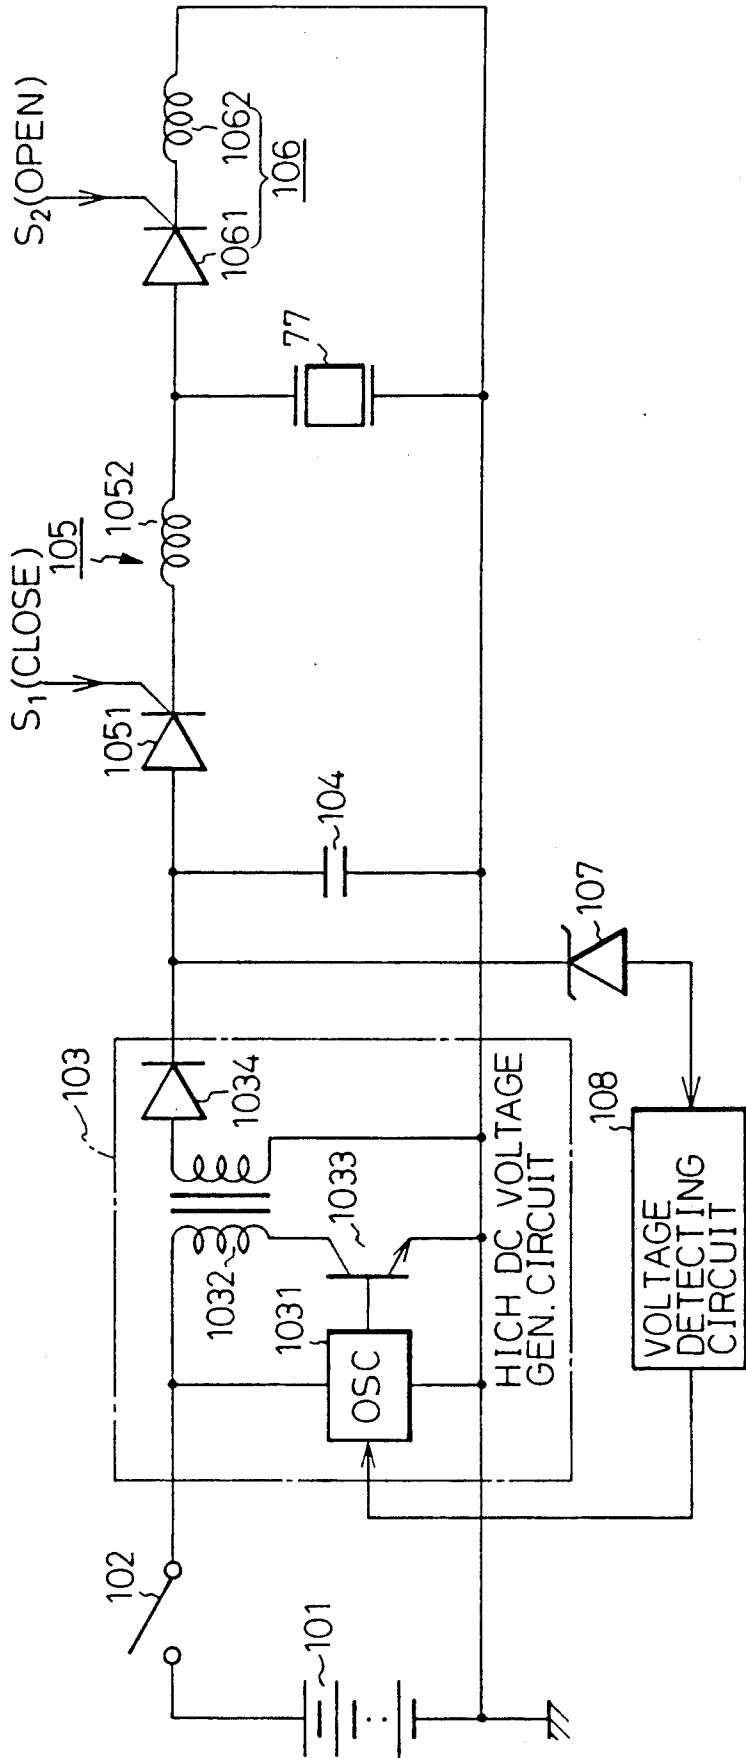 S1(CLOSE)
S2(OPEN)
105
1051
1052
1061
1062
106
77
104
103
1034
1032
1033
1031
OSC
HICH DC VOLTAGE
GEN. CIRCUIT
102
101
107
108
VOLTAGE
DETECTING
CIRCUIT